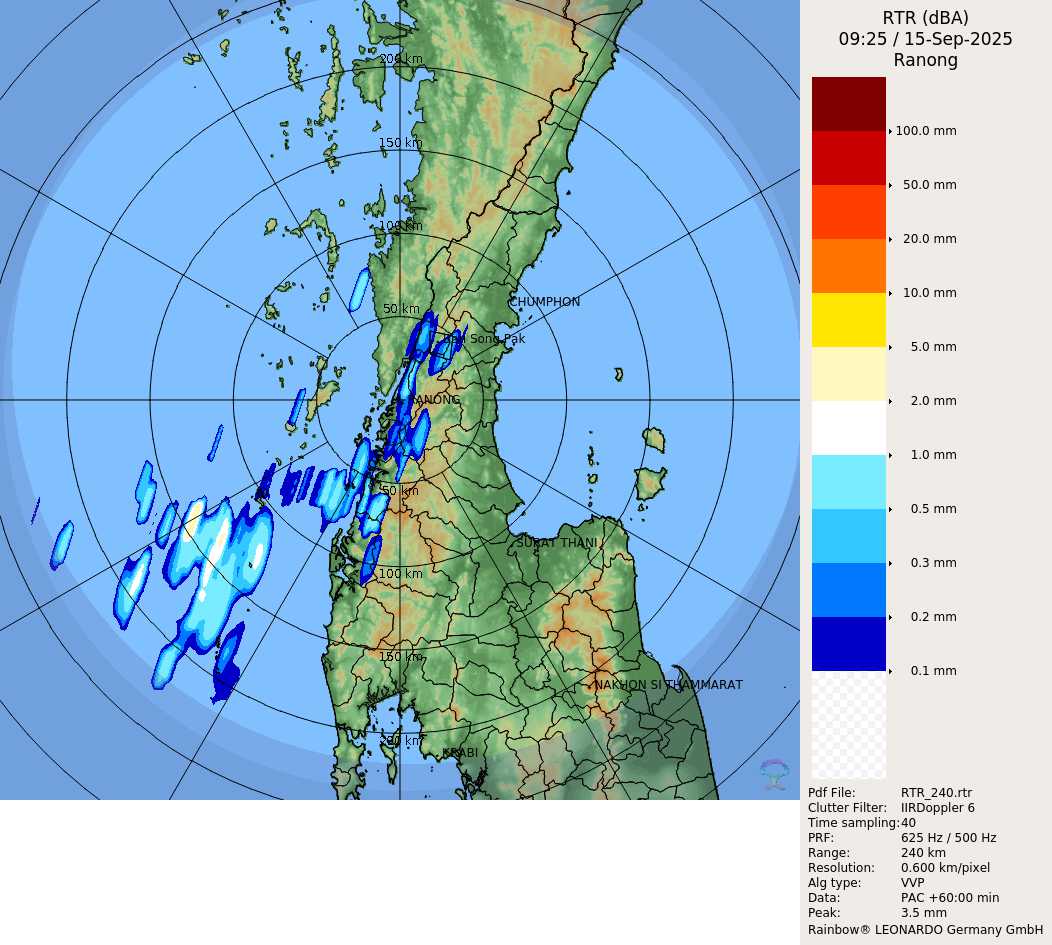 RTR (dBA)
09:25 / 15-Sep-2025
Ranong
100.0 mm
50.0 mm
20.0 mm
10.0 mm
5.0 mm
2.0 mm
1.0 mm
0.5 mm
0.3 mm
0.2 mm
0.1 mm
Pdf File: RTR_240.rtr
Clutter Filter: IIRDoppler 6
Time sampling: 40
PRF: 625 Hz / 500 Hz
Range: 240 km
Resolution: 0.600 km/pixel
Alg type: VVP
Data: PAC +60:00 min
Peak: 3.5 mm
Rainbow® LEONARDO Germany GmbH
200 km
150 km
100 km
50 km
CHUMPHON
Ban Song Pak
RANONG
50 km
SURAT THANI
100 km
150 km
NAKHON SI THAMMARAT
200 km
KRABI